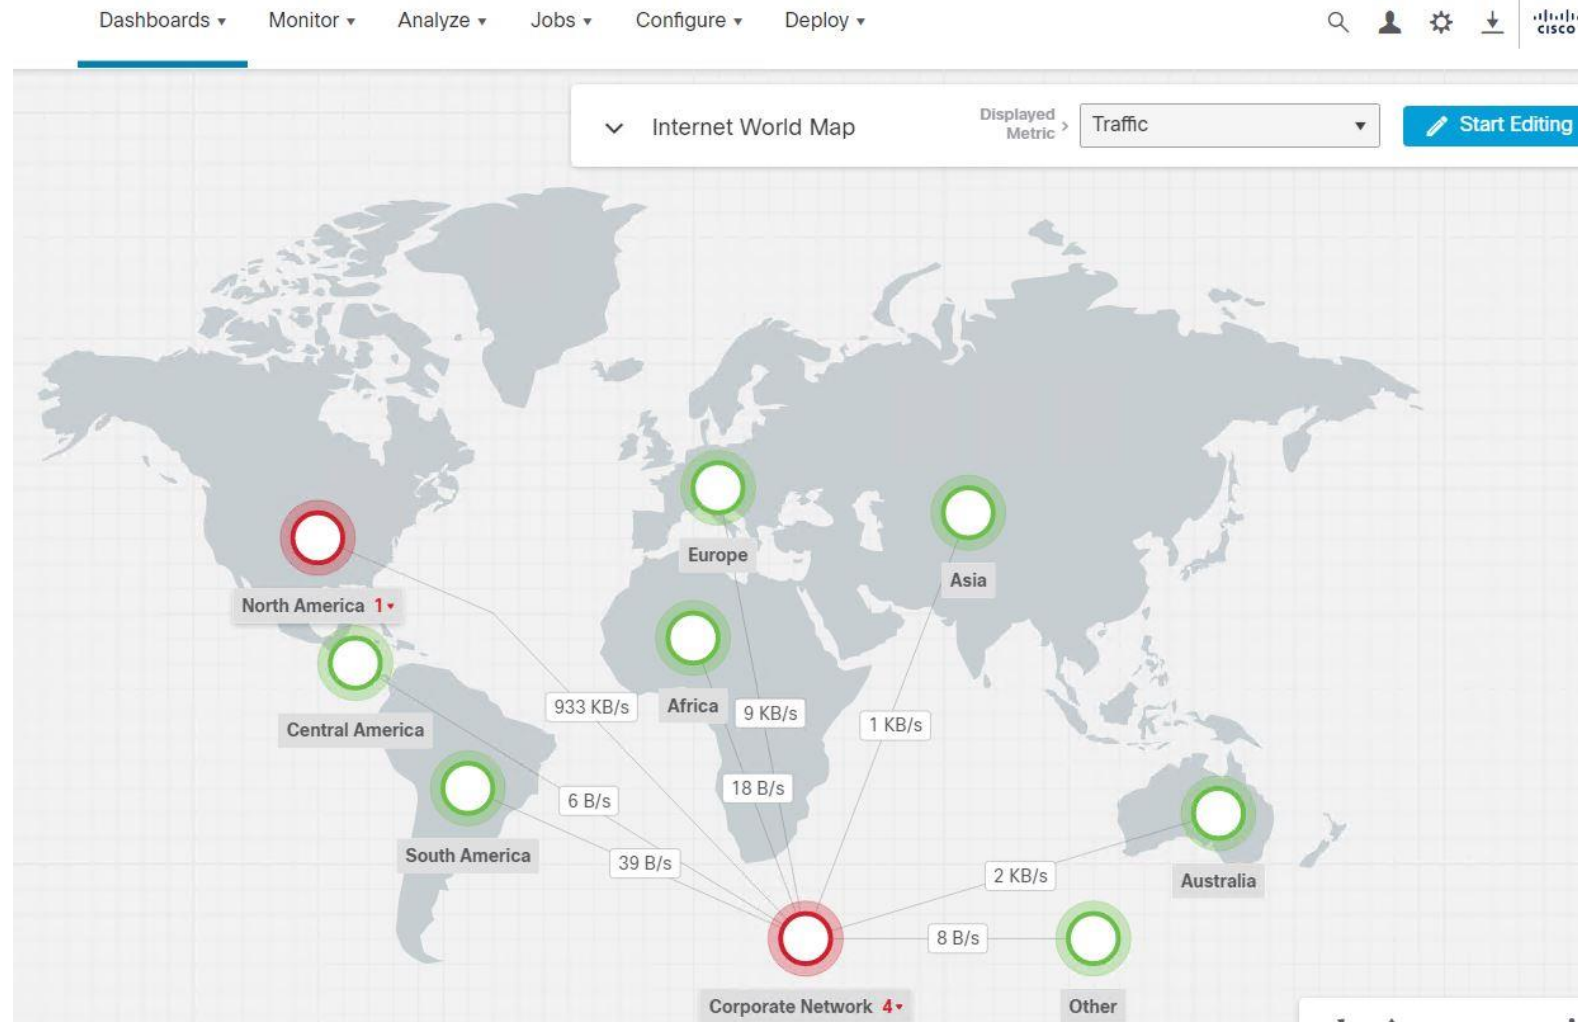 Dashboards Monitor Analyze Jobs Configure Deploy
cisco
Internet World Map
Displayed
Metric
Traffic
Start Editing
Europe
Asia
North America 1
933 KB/s
Africa
9 KB/s
1 KB/s
Central America
18 B/s
6 B/s
South America
39 B/s
2 KB/s
Australia
8 B/s
Corporate Network 4
Other